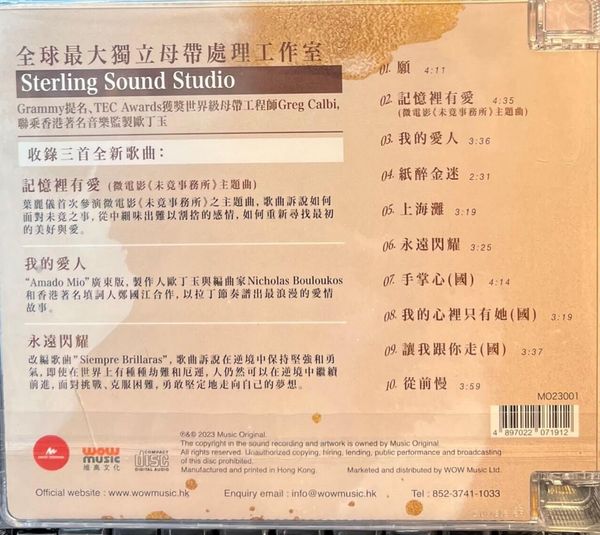 全球最大獨立母帶處理工作室
Sterling Sound Studio
Grammy提名、TEC Awards獲獎世界級母帶工程師Greg Calbi,
聯乘香港著名音樂監製歐丁玉
收錄三首全新歌曲：
記憶裡有愛 (微電影《未竟事務所》主題曲)
葉麗儀首次參演微電影《未竟事務所》之主題曲, 歌曲訴說如何
面對未竟之事, 從中細味出難以割捨的感情, 如何重新尋找最初
的美好與愛。
我的愛人
“Amado Mio” 廣東版, 製作人歐丁玉與編曲家Nicholas Bouloukos
和香港著名填詞人鄭國江合作, 以拉丁節奏譜出最浪漫的愛情
故事。
永遠閃耀
改編歌曲” Siempre Brillaras”, 歌曲訴說在逆境中保持堅強和勇
氣, 即使在世界上有種種劫難和厄運, 人仍然可以在逆境中繼續
前進, 面對挑戰、克服困難, 勇敢堅定地走向自己的夢想。
01. 願 4:11
02. 記憶裡有愛 4:35
(微電影《未竟事務所》主題曲)
03. 我的愛人 3:36
04. 紙醉金迷 2:31
05. 上海灘 3:19
06. 永遠閃耀 3:25
07. 手掌心(國) 4:14
08. 我的心裡只有她(國) 3:19
09. 讓我跟你走(國) 3:37
10. 從前慢 3:59
MO23001
4 897022 071912
WOW
MUSIC
維高文化
COMPACT
disc
DIGITAL AUDIO
℗&© 2023 Music Original.
The copyright in the sound recording and artwork is owned by Music Original.
All rights reserved. Unauthorized copying, hiring, lending, public performance and broadcasting
of this disc prohibited.
Manufactured and printed in Hong Kong. Marketed and distributed by WOW Music Ltd.
Official website : www.wowmusic.hk Enquiry email : info@wowmusic.hk Tel : 852-3741-1033